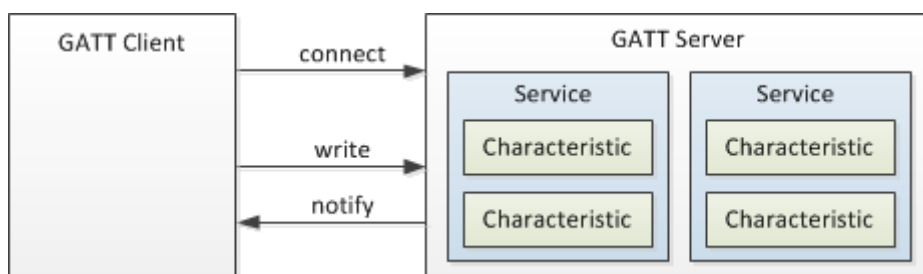 GATT Client
connect
write
notify
GATT Server
Service
Characteristic
Characteristic
Service
Characteristic
Characteristic